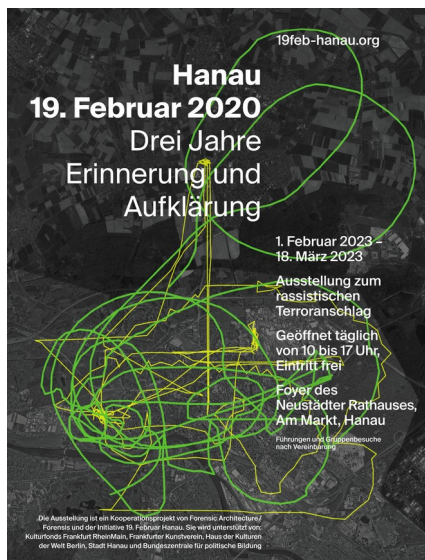 19feb-hanau.org
Hanau
19. Februar 2020
Drei Jahre
Erinnerung und
Aufklärung
1. Februar 2023 –
18. März 2023
Ausstellung zum
rassistischen
Terroranschlag
Geöffnet täglich
von 10 bis 17 Uhr,
Eintritt frei
Foyer des
Neustädter Rathauses,
Am Markt, Hanau
Führungen und Gruppenbesuche
nach Vereinbarung
Die Ausstellung ist ein Kooperationsprojekt von Forensic Architecture/
Forensis und der Initiative 19. Februar Hanau. Sie wird unterstützt von:
Kulturfonds Frankfurt RheinMain, Frankfurter Kunstverein, Haus der Kulturen
der Welt Berlin, Stadt Hanau und Bundeszentrale für politische Bildung